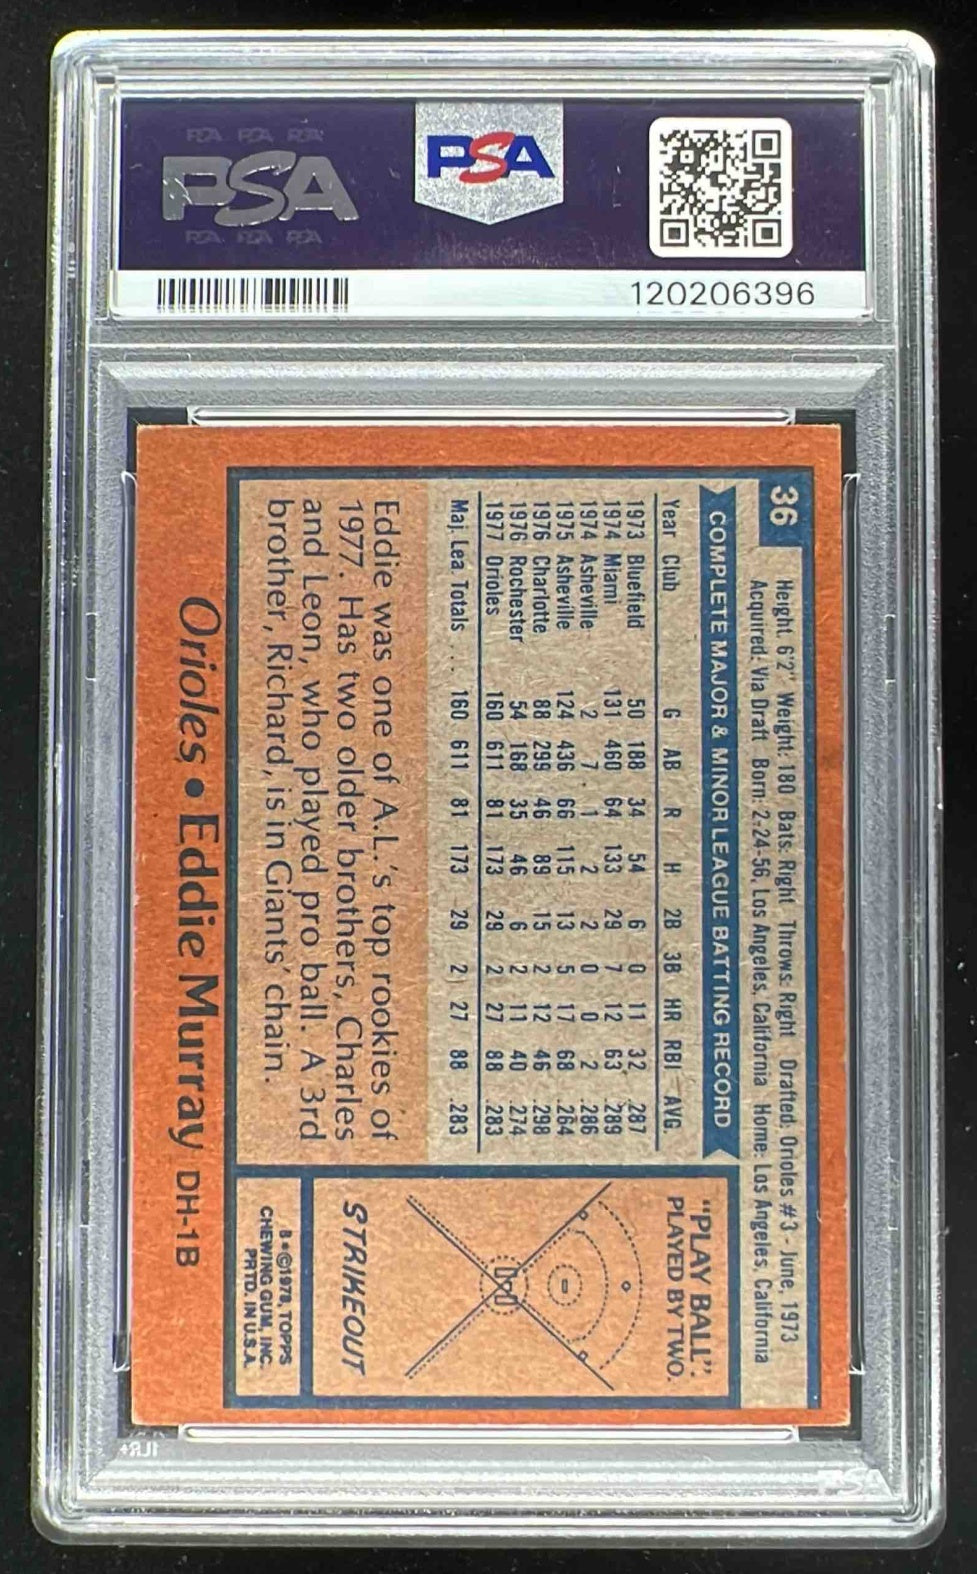 PSA PSA PSA
PSA
PSA PSA PSA
PSA
120206396
36
Height: 6'2" Weight: 180 Bats: Right Throws: Right Drafted: Orioles #3 - June, 1973
Acquired: Via Draft Born: 2-24-56, Los Angeles, California Home: Los Angeles, California
COMPLETE MAJOR & MINOR LEAGUE BATTING RECORD
Year Club G AB R H 2B 3B HR RBI AVG.
1973 Bluefield 50 188 34 54 6 0 11 32 .287
1974 Miami 131 460 64 133 29 7 12 63 .289
1974 Asheville 2 7 1 2 2 0 0 2 .286
1975 Asheville 124 436 66 115 13 5 17 68 .264
1976 Charlotte 88 299 46 89 15 2 12 46 .298
1976 Rochester 54 168 35 46 6 2 11 40 .274
1977 Orioles 160 611 81 173 29 2 27 88 .283
Maj. Lea. Totals ... 160 611 81 173 29 2 27 88 .283
Eddie was one of A.L.'s top rookies of
1977. Has two older brothers, Charles
and Leon, who played pro ball. A 3rd
brother, Richard, is in Giants' chain.
Orioles • Eddie Murray DH-1B
"PLAY BALL".
PLAYED BY TWO.
STRIKEOUT
B•©1978, TOPPS
CHEWING GUM, INC.
PRTD. IN U.S.A.
PSA